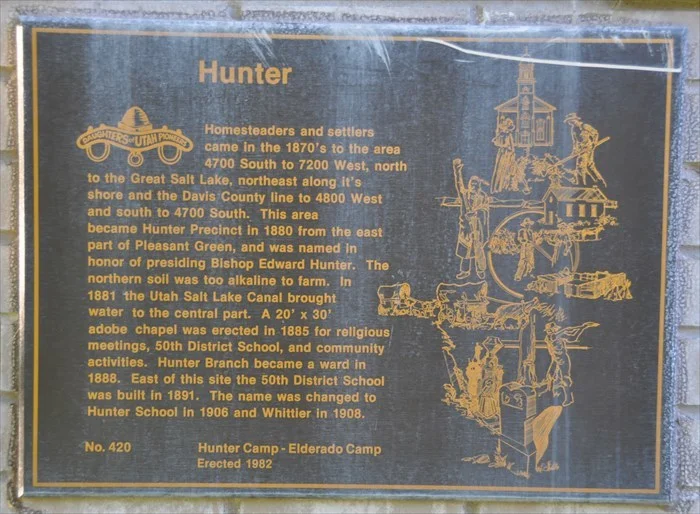 Hunter
DAUGHTERS OF UTAH PIONEERS
Homesteaders and settlers
came in the 1870's to the area
4700 South to 7200 West, north
to the Great Salt Lake, northeast along it's
shore and the Davis County line to 4800 West
and south to 4700 South. This area
became Hunter Precinct in 1880 from the east
part of Pleasant Green, and was named in
honor of presiding Bishop Edward Hunter. The
northern soil was too alkaline to farm. In
1881 the Utah Salt Lake Canal brought
water to the central part. A 20' x 30'
adobe chapel was erected in 1885 for religious
meetings, 50th District School, and community
activities. Hunter Branch became a ward in
1888. East of this site the 50th District School
was built in 1891. The name was changed to
Hunter School in 1906 and Whittier in 1908.
No. 420 Hunter Camp - Elderado Camp
Erected 1982